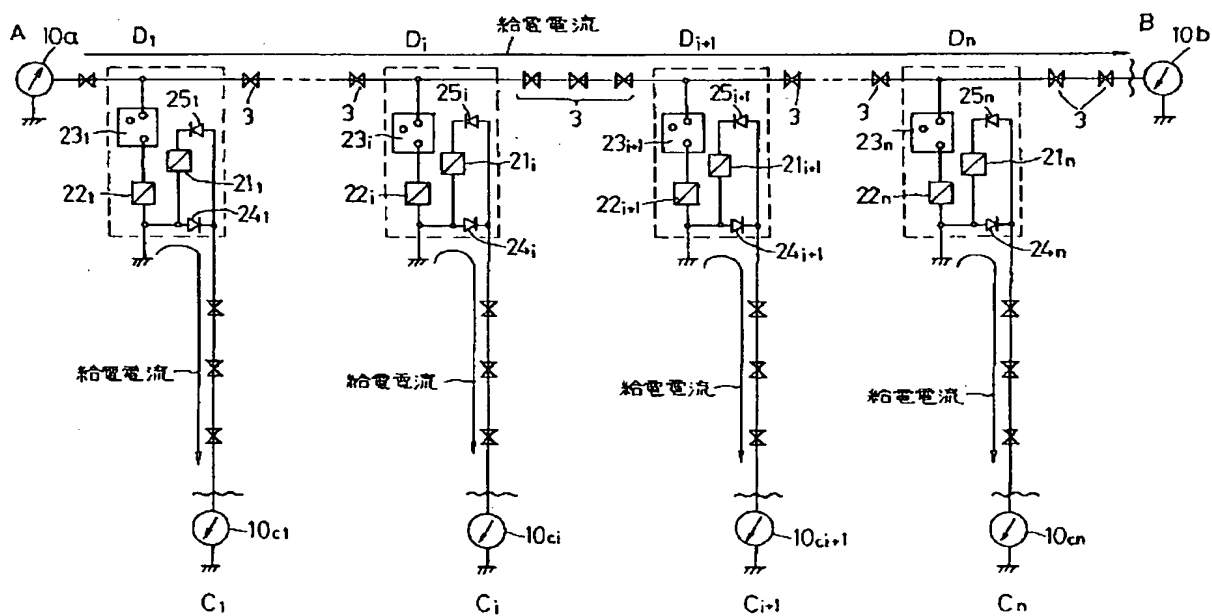 給電電流
A 10a D1 Di Di+1 Dn B 10b
251 25i 25i+1 25n
3 3 3 3 3 3
231 23i 23i+1 23n
211 21i 21i+1 21n
221 22i 22i+1 22n
241 24i 24i+1 24n
給電電流 給電電流 給電電流 給電電流
10c1 10ci 10ci+1 10cn
C1 Ci Ci+1 Cn